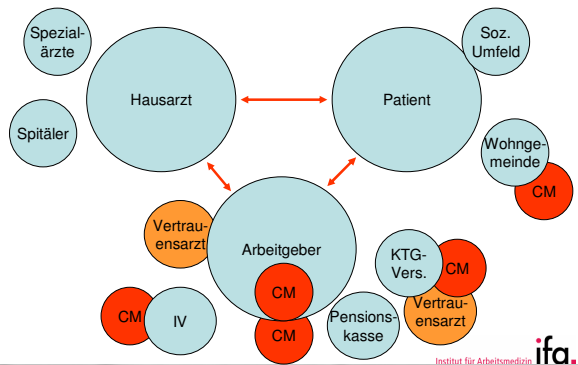 Spezial-
ärzte
Soz.
Umfeld
Hausarzt
Patient
Spitäler
Wohnge-
meinde
CM
Vertrau-
ensarzt
Arbeitgeber
KTG-
Vers.
CM
CM
Vertrau-
ensarzt
CM
IV
CM
Pensions-
kasse
Institut für Arbeitsmedizin ifa.